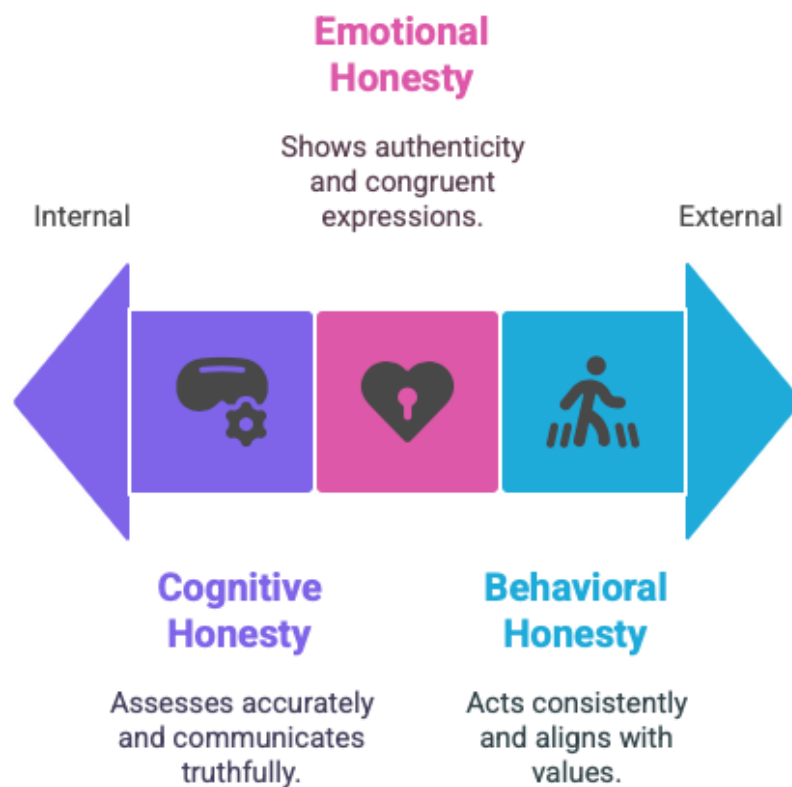 Emotional
Honesty
Shows authenticity
and congruent
expressions.
Internal
External
Cognitive
Honesty
Assesses accurately
and communicates
truthfully.
Behavioral
Honesty
Acts consistently
and aligns with
values.